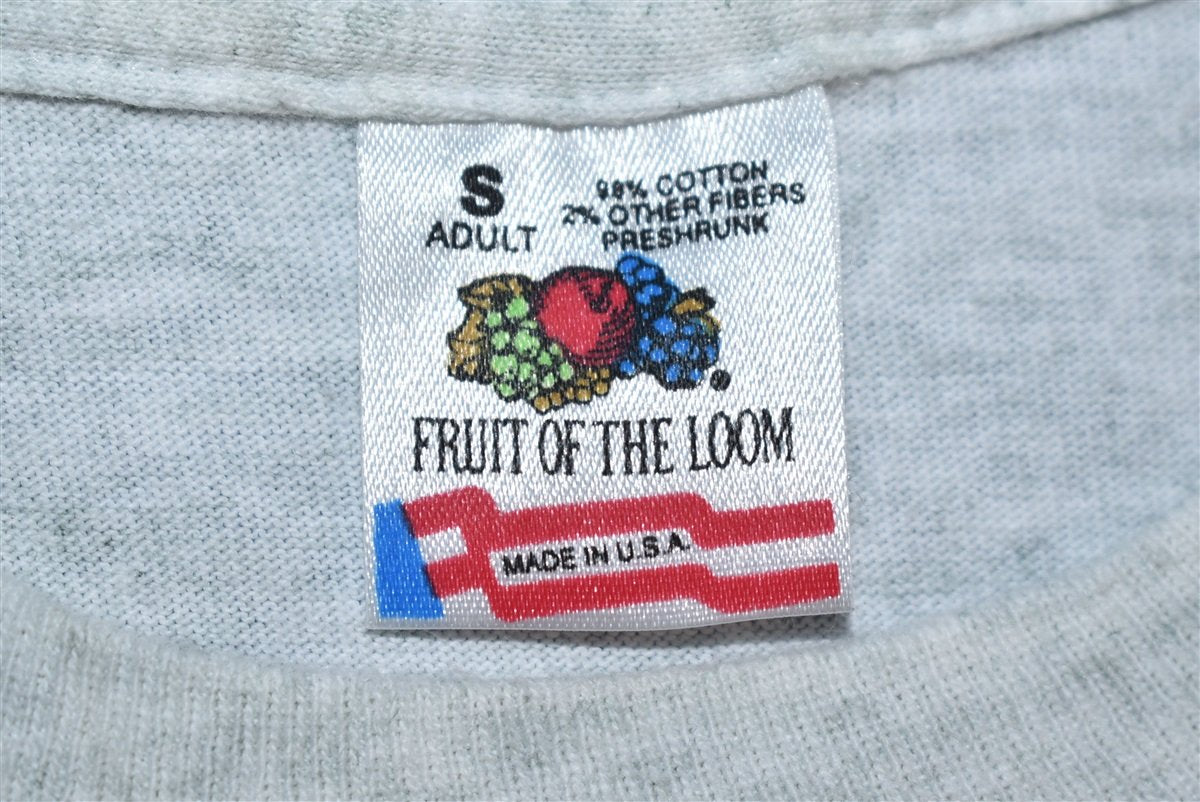 S
ADULT
98% COTTON
2% OTHER FIBERS
PRESHRUNK
FRUIT OF THE LOOM
MADE IN U.S.A.